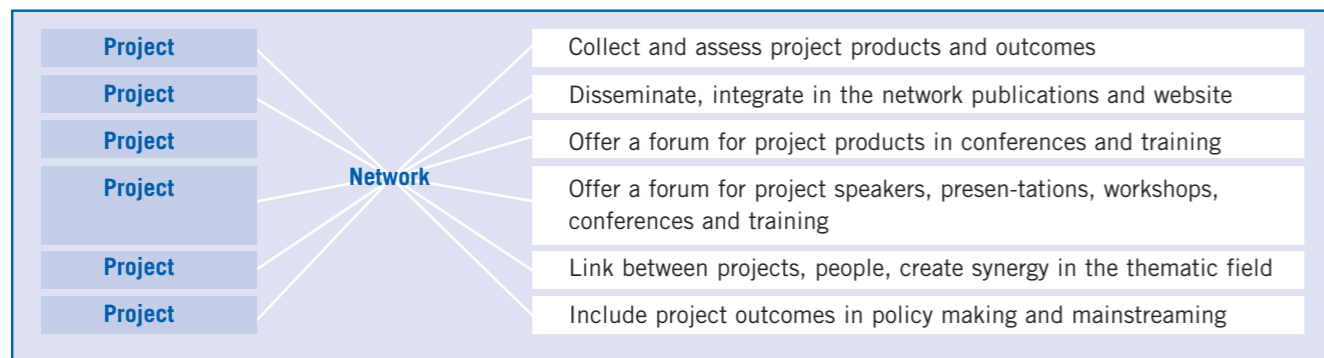 Project
Collect and assess project products and outcomes
Project
Disseminate, integrate in the network publications and website
Project
Offer a forum for project products in conferences and training
Project
Network
Offer a forum for project speakers, presen-tations, workshops,
conferences and training
Project
Link between projects, people, create synergy in the thematic field
Project
Include project outcomes in policy making and mainstreaming